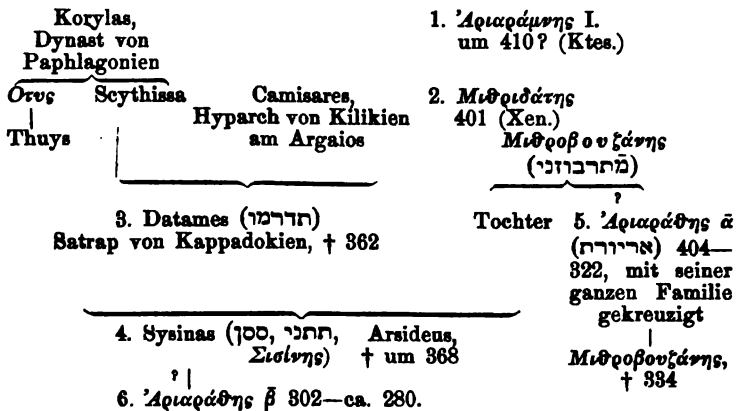 Korylas,
Dynast von
Paphlagonien
Ότυς Scythissa
Thuys
Camisares,
Hyparch von Kilikien
am Argaios
1. Ἀριαράμνης I.
um 410? (Ktes.)
2. Μιθριδάτης
401 (Xen.)
Μιθροβουζάνης
(מתרבוזני)
?
3. Datames (תדרמו)
Satrap von Kappadokien, † 362
Tochter 5. Ἀριαράθης ᾱ
(אריורת) 404—
322, mit seiner
ganzen Familie
gekreuzigt
Μιθροβουζάνης,
† 334
4. Sysinas (תתני, ססן,
Σισίνης)
Arsideus,
† um 368
?
6. Ἀριαράθης β̄ 302—ca. 280.